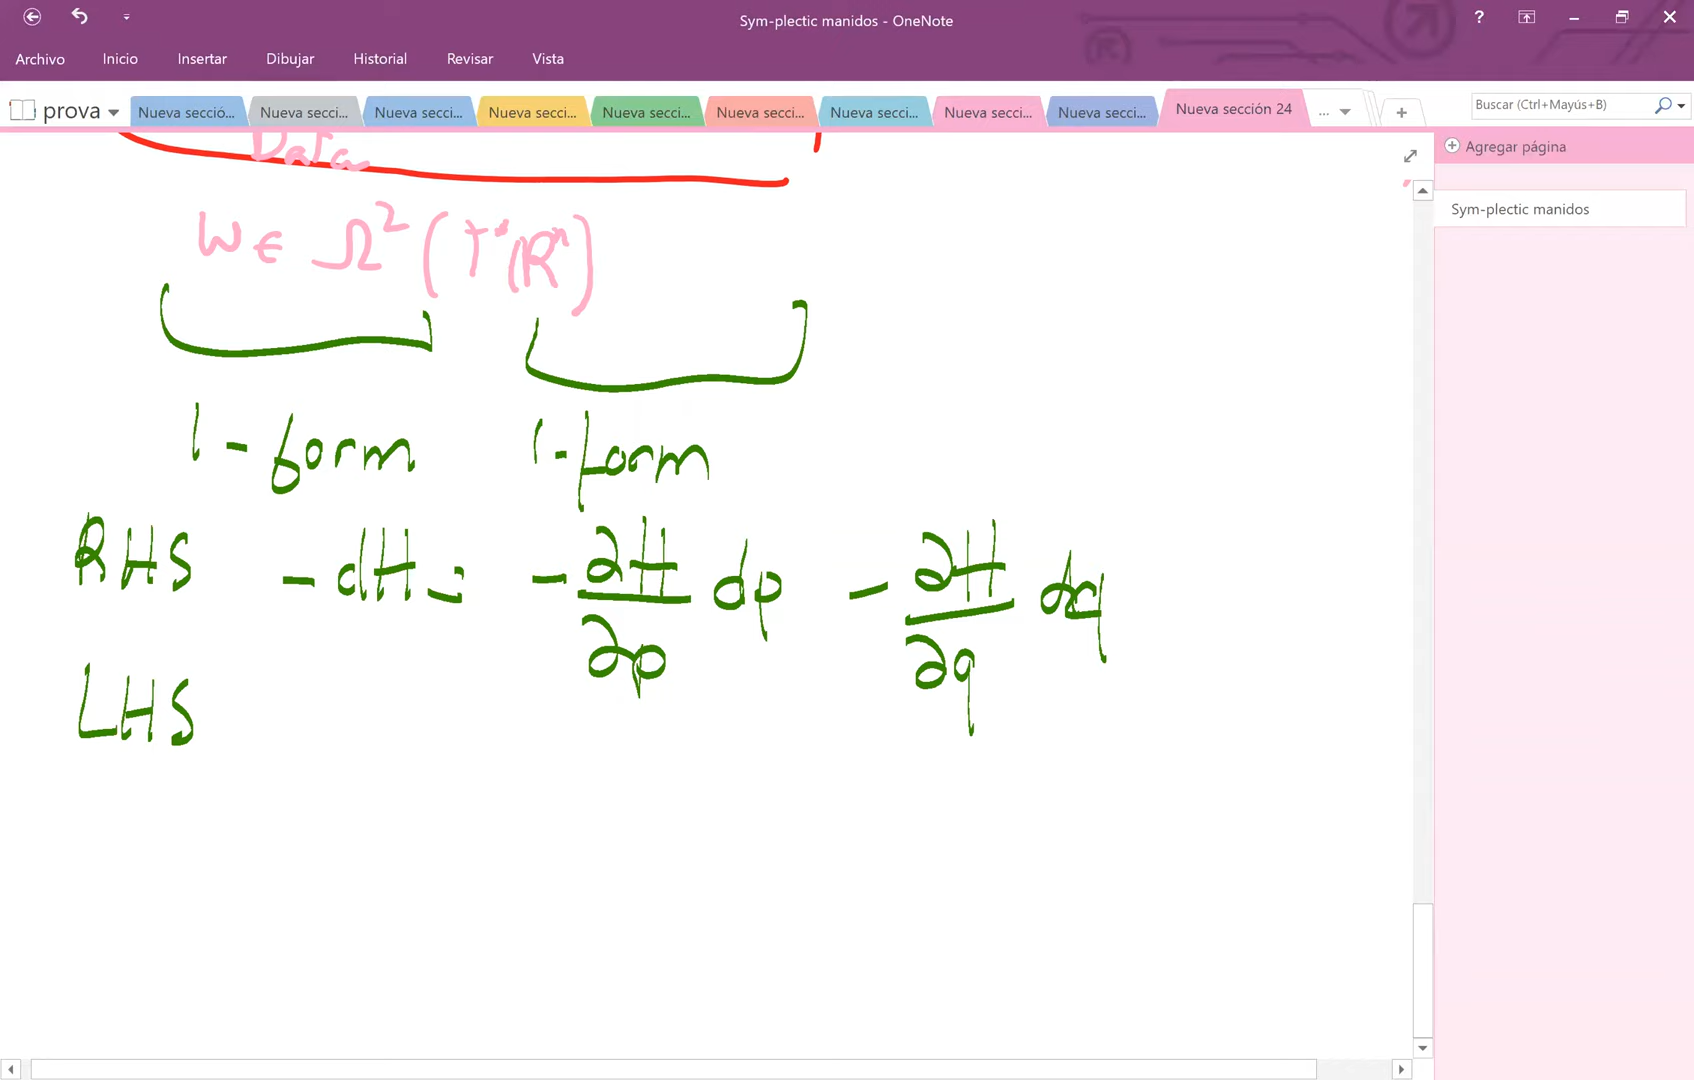 Sym-plectic manidos - OneNote
?
Archivo Inicio Insertar Dibujar Historial Revisar Vista
prova Nueva secció... Nueva secci... Nueva secci... Nueva secci... Nueva secci... Nueva secci... Nueva secci... Nueva secci... Nueva secci... Nueva sección 24 ... + Buscar (Ctrl+Mayús+B)
Agregar página
Sym-plectic manidos
Data
ω ∈ Ω² (T*ℝⁿ)
1-form 1-form
RHS -dH = - ∂H/∂p dp - ∂H/∂q dq
LHS